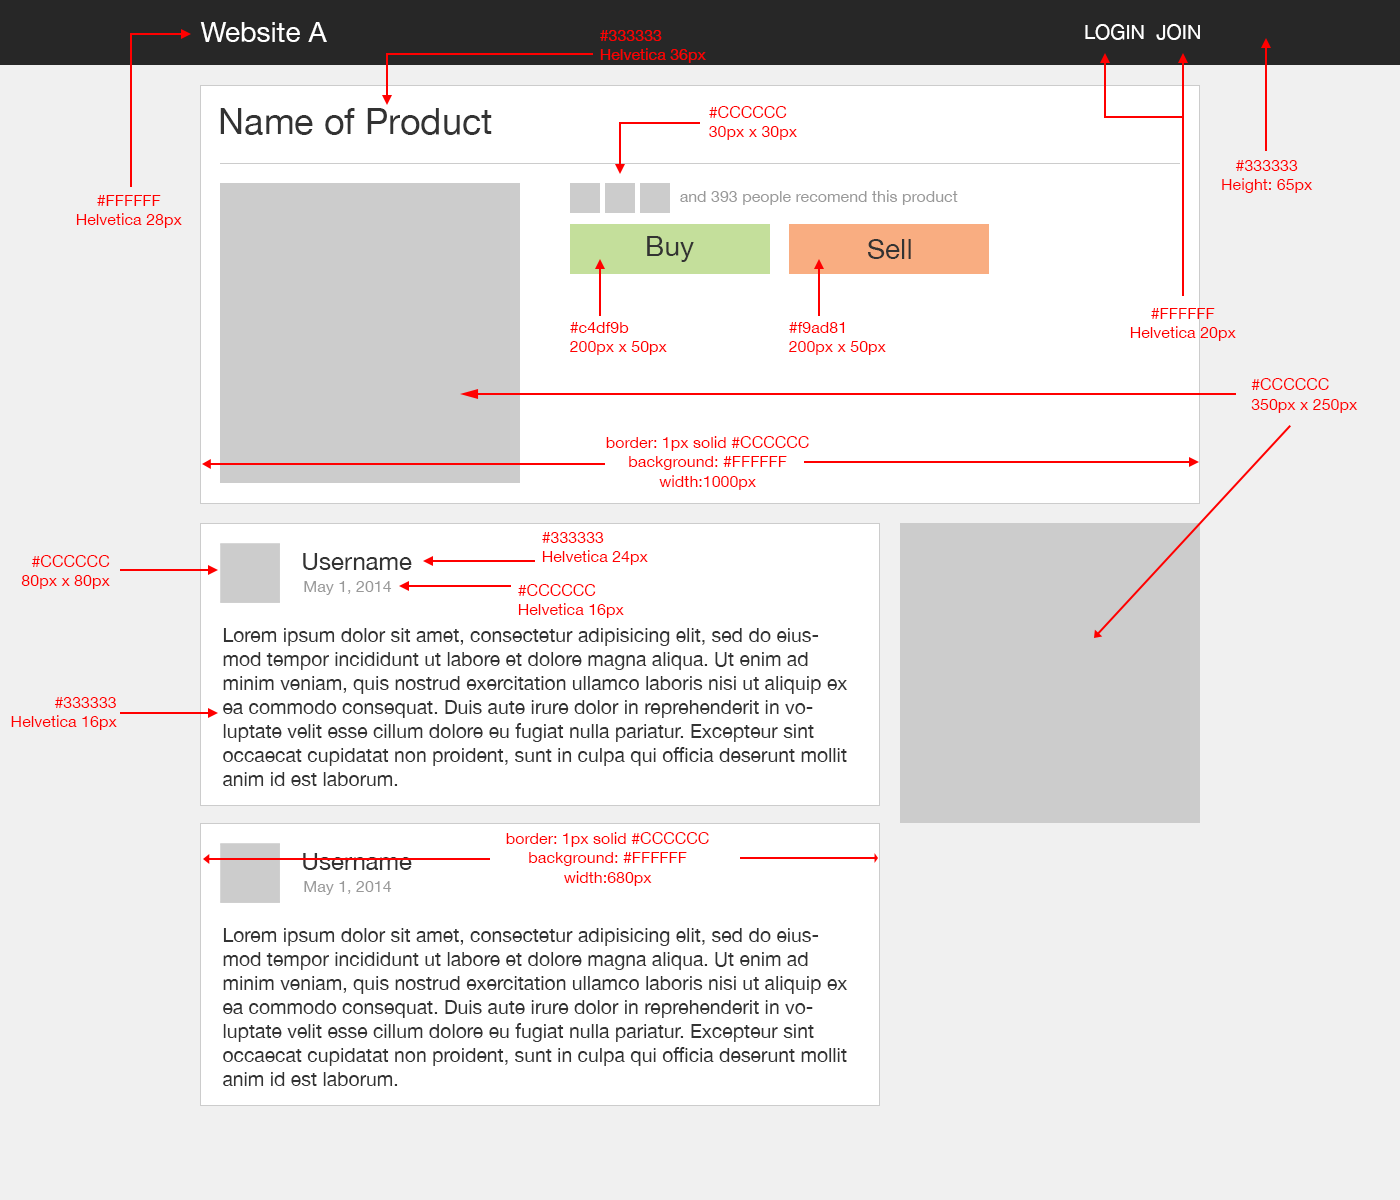 Website A
LOGIN JOIN
#333333
Helvetica 36px
Name of Product
#CCCCCC
30px x 30px
#333333
Height: 65px
#FFFFFF
Helvetica 28px
and 393 people recomend this product
Buy
Sell
#c4df9b
200px x 50px
#f9ad81
200px x 50px
#FFFFFF
Helvetica 20px
#CCCCCC
350px x 250px
border: 1px solid #CCCCCC
background: #FFFFFF
width:1000px
#CCCCCC
80px x 80px
Username
May 1, 2014
#333333
Helvetica 24px
#CCCCCC
Helvetica 16px
Lorem ipsum dolor sit amet, consectetur adipisicing elit, sed do eius-
mod tempor incididunt ut labore et dolore magna aliqua. Ut enim ad
minim veniam, quis nostrud exercitation ullamco laboris nisi ut aliquip ex
ea commodo consequat. Duis aute irure dolor in reprehenderit in vo-
luptate velit esse cillum dolore eu fugiat nulla pariatur. Excepteur sint
occaecat cupidatat non proident, sunt in culpa qui officia deserunt mollit
anim id est laborum.
#333333
Helvetica 16px
border: 1px solid #CCCCCC
background: #FFFFFF
width:680px
Username
May 1, 2014
Lorem ipsum dolor sit amet, consectetur adipisicing elit, sed do eius-
mod tempor incididunt ut labore et dolore magna aliqua. Ut enim ad
minim veniam, quis nostrud exercitation ullamco laboris nisi ut aliquip ex
ea commodo consequat. Duis aute irure dolor in reprehenderit in vo-
luptate velit esse cillum dolore eu fugiat nulla pariatur. Excepteur sint
occaecat cupidatat non proident, sunt in culpa qui officia deserunt mollit
anim id est laborum.